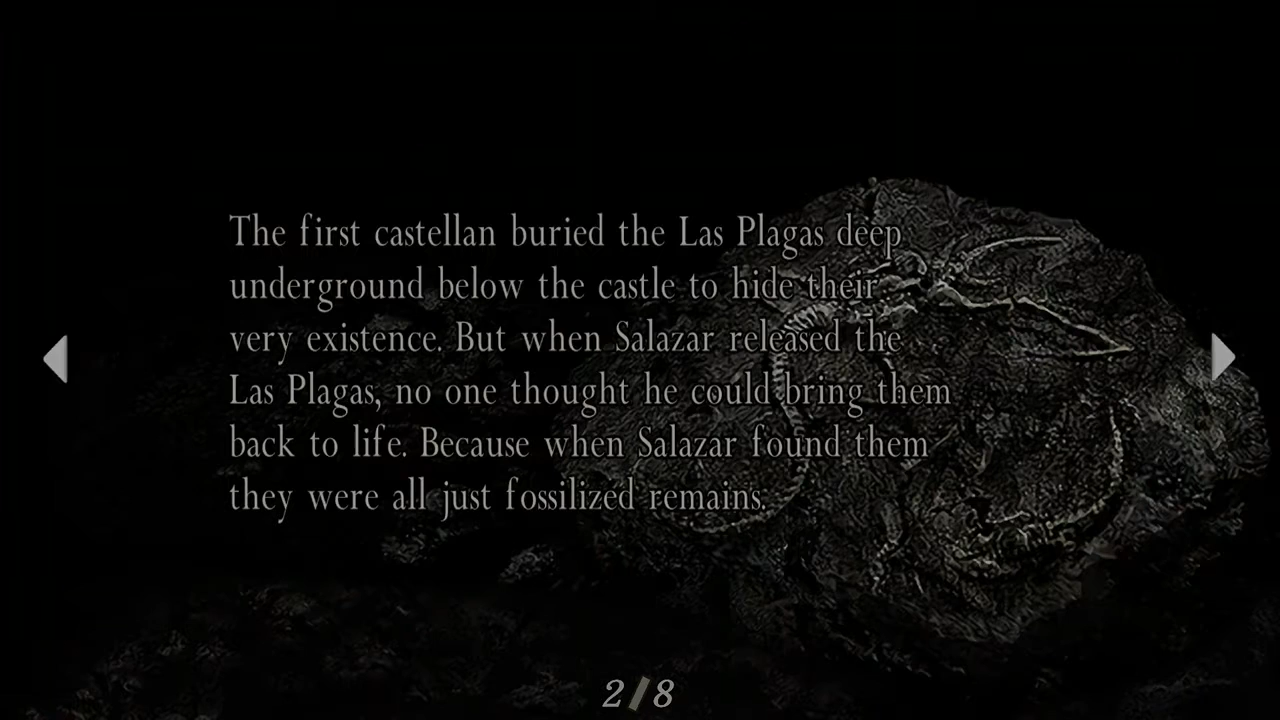 The first castellan buried the Las Plagas deep
underground below the castle to hide their
very existence. But when Salazar released the
Las Plagas, no one thought he could bring them
back to life. Because when Salazar found them
they were all just fossilized remains.
2/8